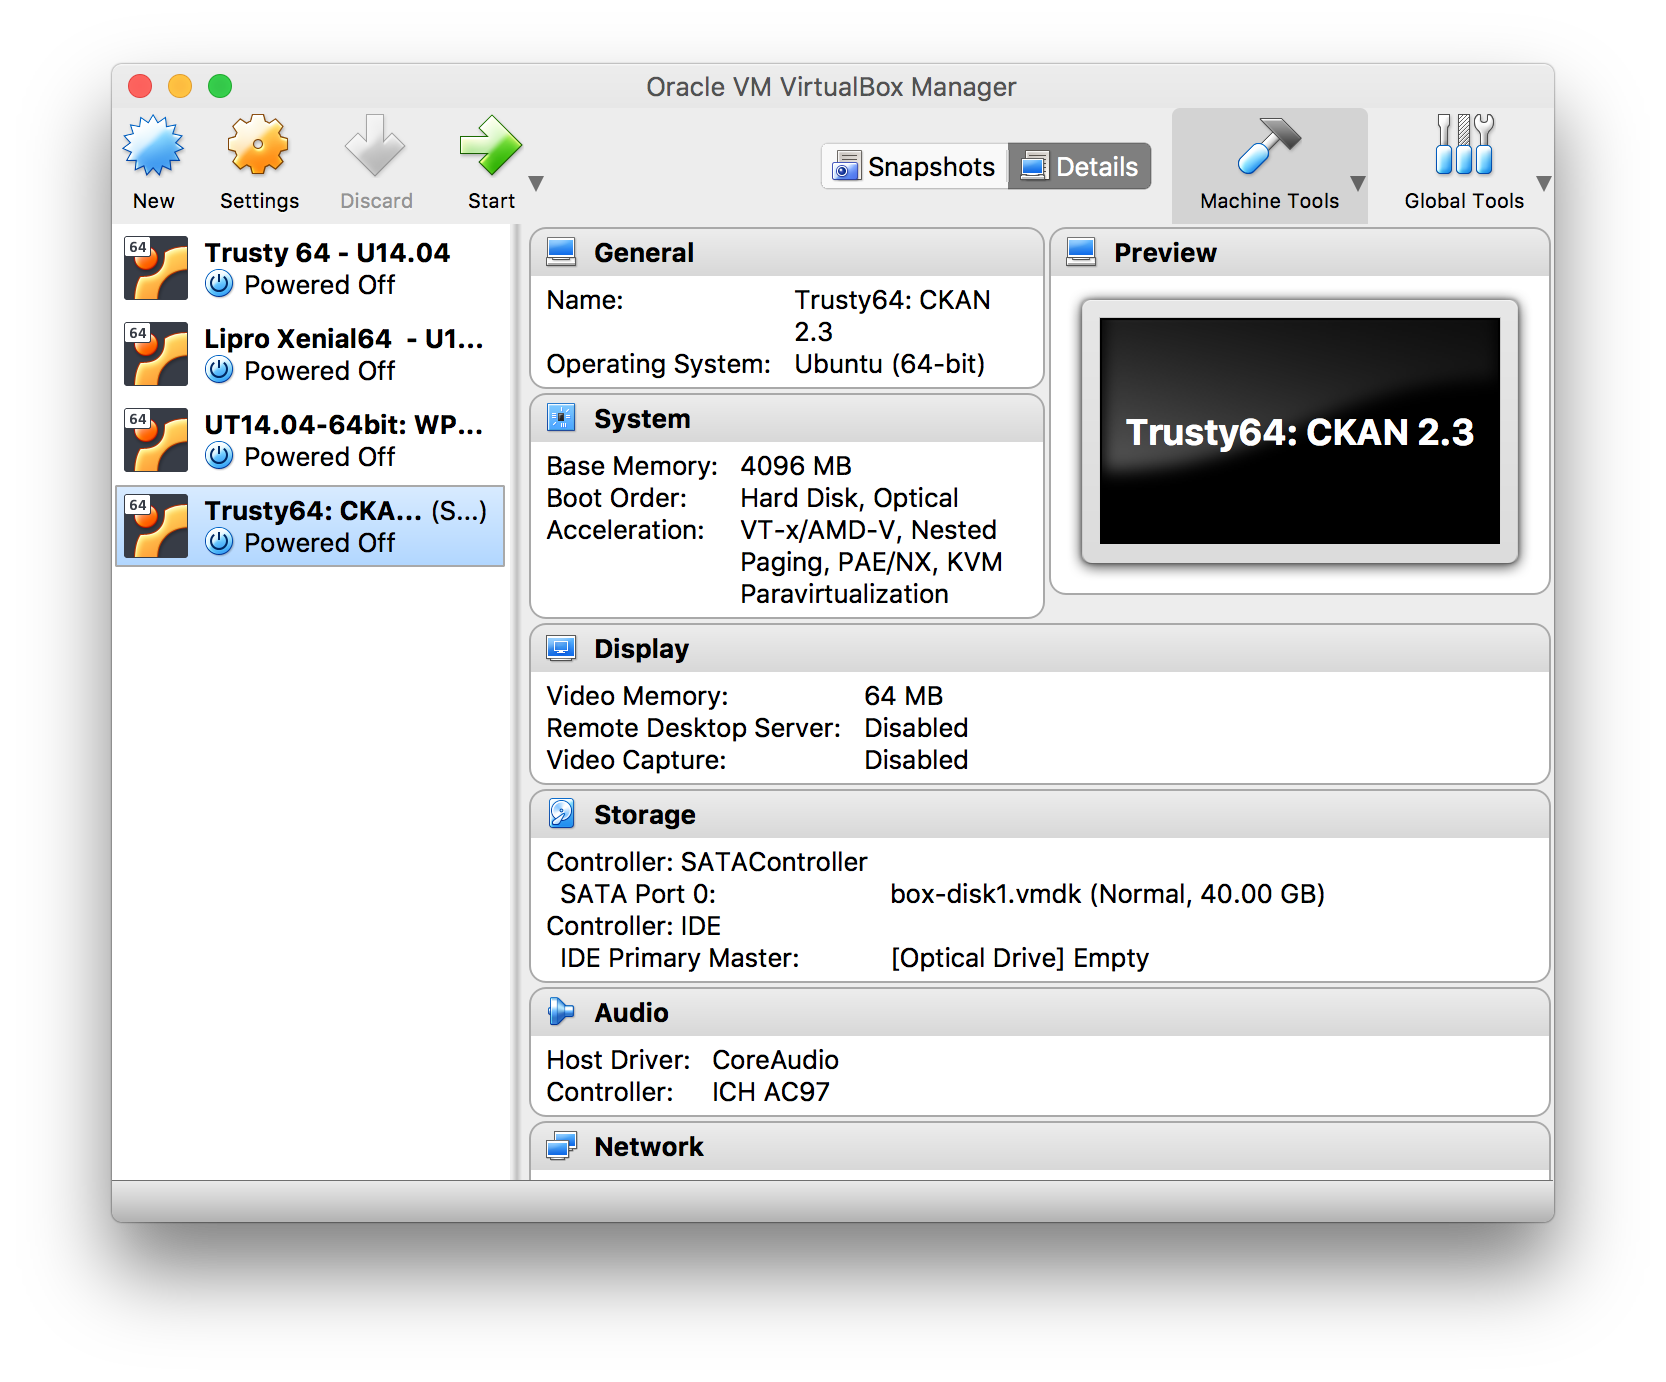 Oracle VM VirtualBox Manager
New
Settings
Discard
Start
Snapshots
Details
Machine Tools
Global Tools
64
Trusty 64 - U14.04
Powered Off
64
Lipro Xenial64  - U1...
Powered Off
64
UT14.04-64bit: WP...
Powered Off
64
Trusty64: CKA... (S...)
Powered Off
General
Name: Trusty64: CKAN
2.3
Operating System: Ubuntu (64-bit)
System
Base Memory: 4096 MB
Boot Order: Hard Disk, Optical
Acceleration: VT-x/AMD-V, Nested
Paging, PAE/NX, KVM
Paravirtualization
Preview
Trusty64: CKAN 2.3
Display
Video Memory: 64 MB
Remote Desktop Server: Disabled
Video Capture: Disabled
Storage
Controller: SATAController
SATA Port 0: box-disk1.vmdk (Normal, 40.00 GB)
Controller: IDE
IDE Primary Master: [Optical Drive] Empty
Audio
Host Driver: CoreAudio
Controller: ICH AC97
Network